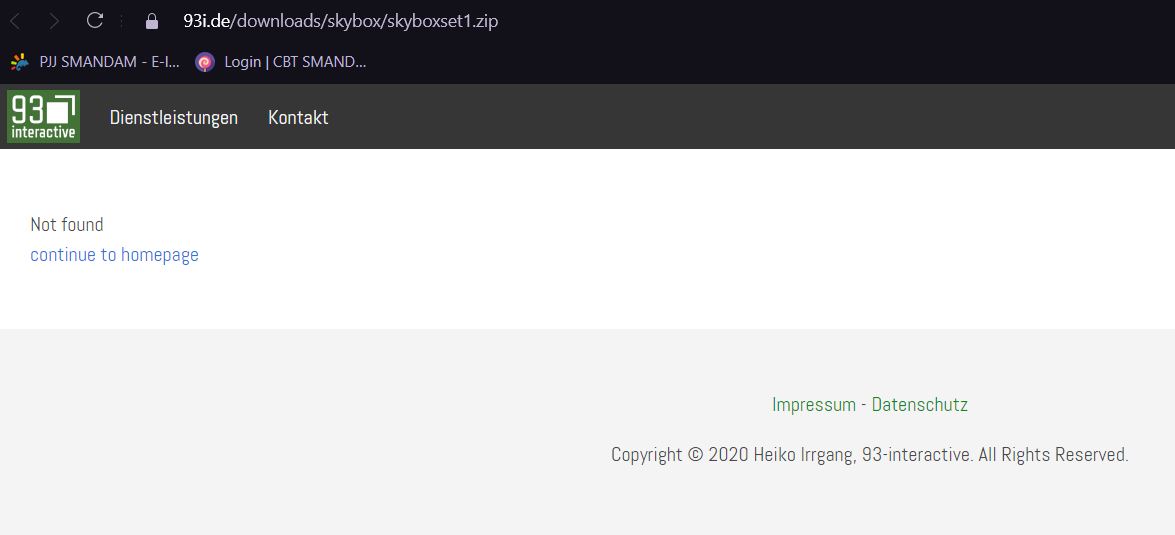 93i.de/downloads/skybox/skyboxset1.zip
PJJ SMANDAM - E-l... Login | CBT SMAND...
93
interactive
Dienstleistungen Kontakt
Not found
continue to homepage
Impressum - Datenschutz
Copyright © 2020 Heiko Irrgang, 93-interactive. All Rights Reserved.